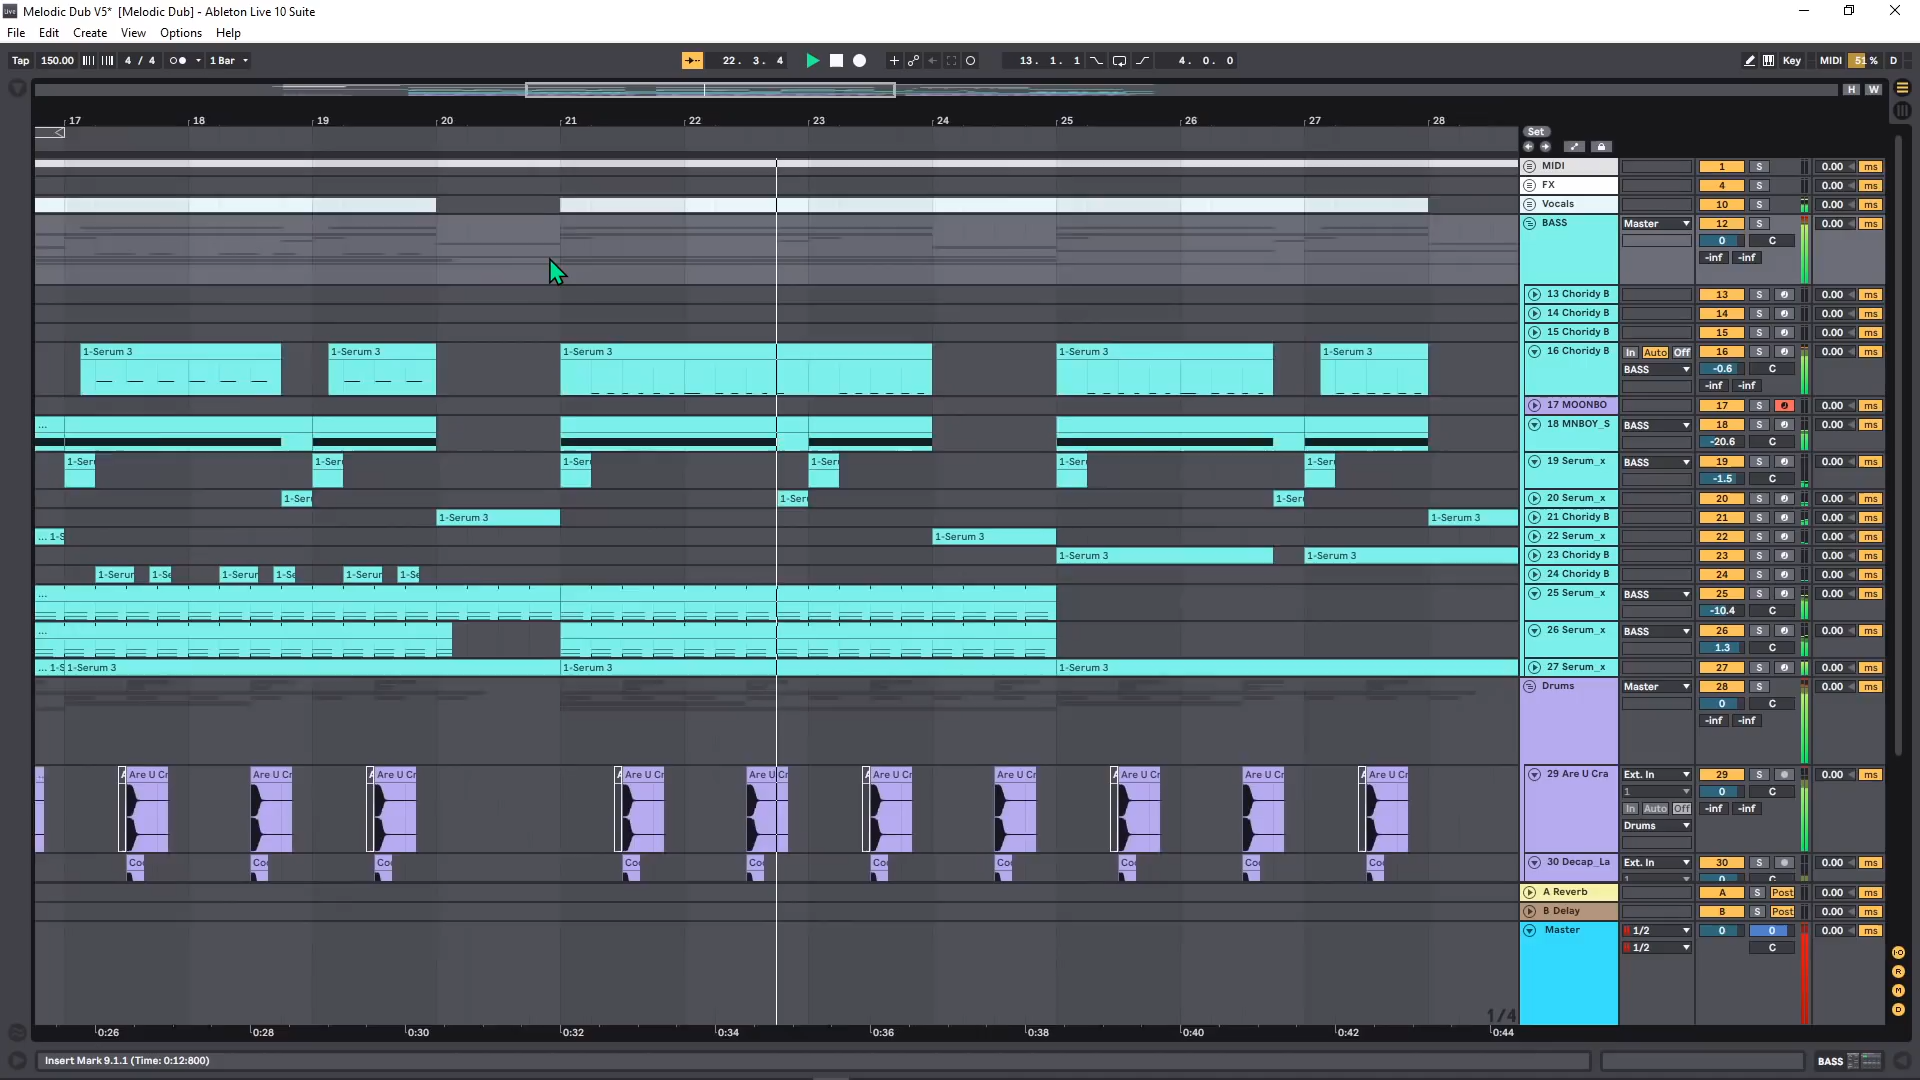 Melodic Dub V5*  [Melodic Dub] - Ableton Live 10 Suite
File Edit Create View Options Help
Tap 150.00 4 / 4 1 Bar 22. 3. 4 13. 1. 1 4. 0. 0 Key MIDI 51 % D
H W
17 18 19 20 21 22 23 24 25 26 27 28
Set
MIDI 1 S 0.00 ms
FX 4 S 0.00 ms
Vocals 10 S 0.00 ms
BASS Master 12 S 0.00 ms
0 C
-inf -inf
13 Choridy B 13 S 0.00 ms
14 Choridy B 14 S 0.00 ms
15 Choridy B 15 S 0.00 ms
1-Serum 3 1-Serum 3 1-Serum 3 1-Serum 3 1-Serum 3 16 Choridy B In Auto Off 16 S 0.00 ms
BASS -0.6 C
-inf -inf
17 MOONBO 17 S 0.00 ms
... 18 MNBOY_S BASS 18 S 0.00 ms
-20.6 C
1-Ser 1-Ser 1-Ser 1-Ser 1-Ser 1-Ser 19 Serum_x BASS 19 S 0.00 ms
-1.5 C
1-Ser 1-Ser 1-Ser 20 Serum_x 20 S 0.00 ms
1-Serum 3 1-Serum 3 21 Choridy B 21 S 0.00 ms
... 1-S 1-Serum 3 22 Serum_x 22 S 0.00 ms
1-Serum 3 1-Serum 3 23 Choridy B 23 S 0.00 ms
1-Serur 1-Se 1-Serum 1-Se 1-Serum 1-Se 24 Choridy B 24 S 0.00 ms
... 25 Serum_x BASS 25 S 0.00 ms
-10.4 C
... 26 Serum_x BASS 26 S 0.00 ms
1.3 C
... 1-S 1-Serum 3 1-Serum 3 1-Serum 3 27 Serum_x 27 S 0.00 ms
Drums Master 28 S 0.00 ms
0 C
-inf -inf
... A Are U Cr Are U Cr A Are U Cr A Are U Cr Are U Cr A Are U Cr Are U Cr A Are U Cr Are U Cr A Are U Cr 29 Are U Cra Ext. In 29 S 0.00 ms
1 0 C
In Auto Off -inf -inf
Drums
Coc Coc Coc Coc Coc Coc Coc Coc Coc Coc 30 Decap_La Ext. In 30 S 0.00 ms
1 0 C
A Reverb A S Post 0.00 ms
B Delay B S Post 0.00 ms
Master 1/2 0 0 0.00 ms
1/2 C
1/4
0:26 0:28 0:30 0:32 0:34 0:36 0:38 0:40 0:42 0:44
Insert Mark 9.1.1 (Time: 0:12:800) BASS